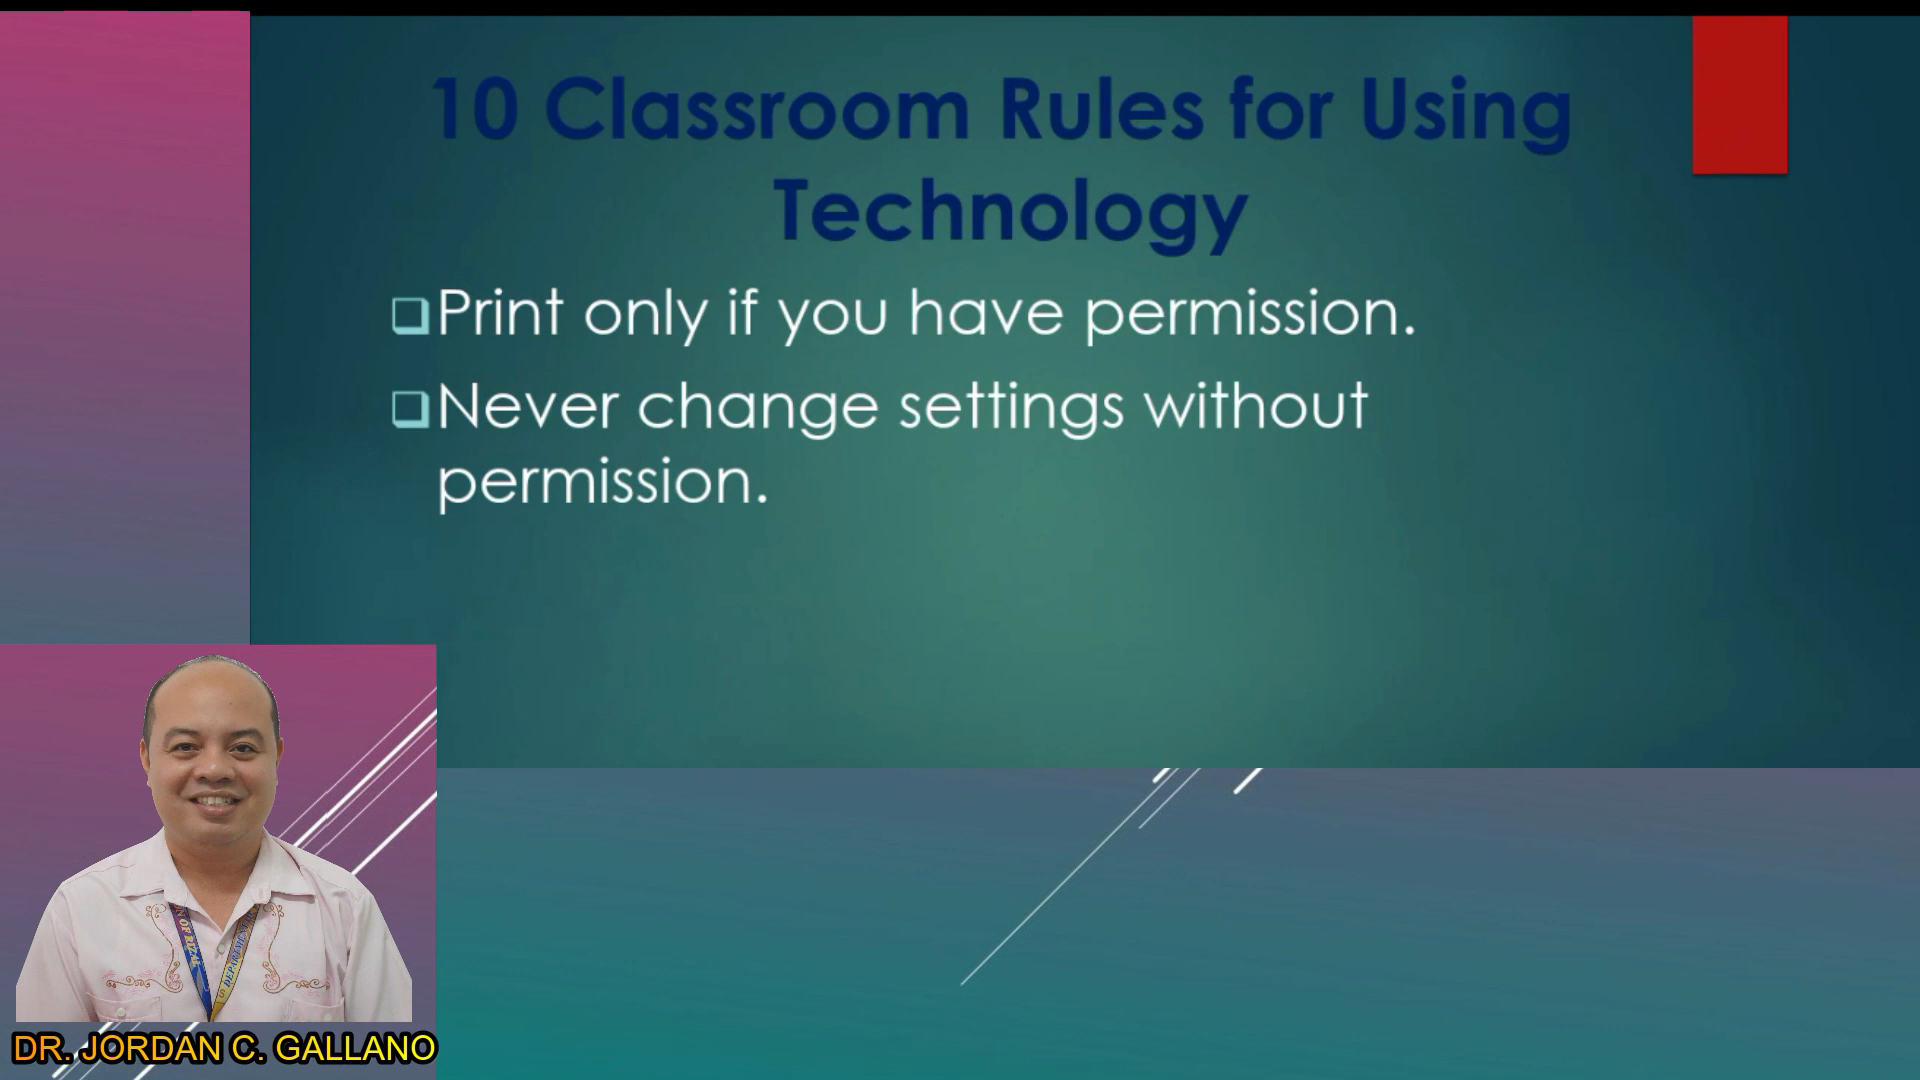 10 Classroom Rules for Using
Technology
Print only if you have permission.
Never change settings without
permission.
DR. JORDAN C. GALLANO